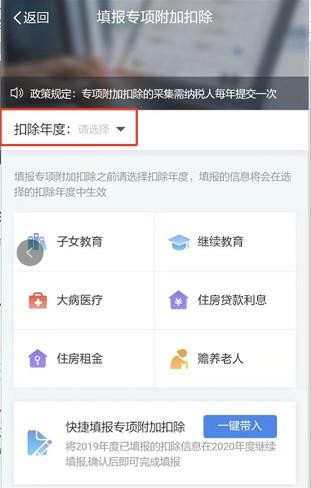 返回 填报专项附加扣除
政策规定：专项附加扣除的采集需纳税人每年提交一次
扣除年度： 请选择
填报专项附加扣除之前请选择扣除年度，填报的信息将会在选
择的扣除年度中生效
子女教育 继续教育
大病医疗 住房贷款利息
住房租金 赡养老人
快捷填报专项附加扣除 一键带入
将2019年度已填报的扣除信息在2020年度继续
填报,确认后即可完成填报